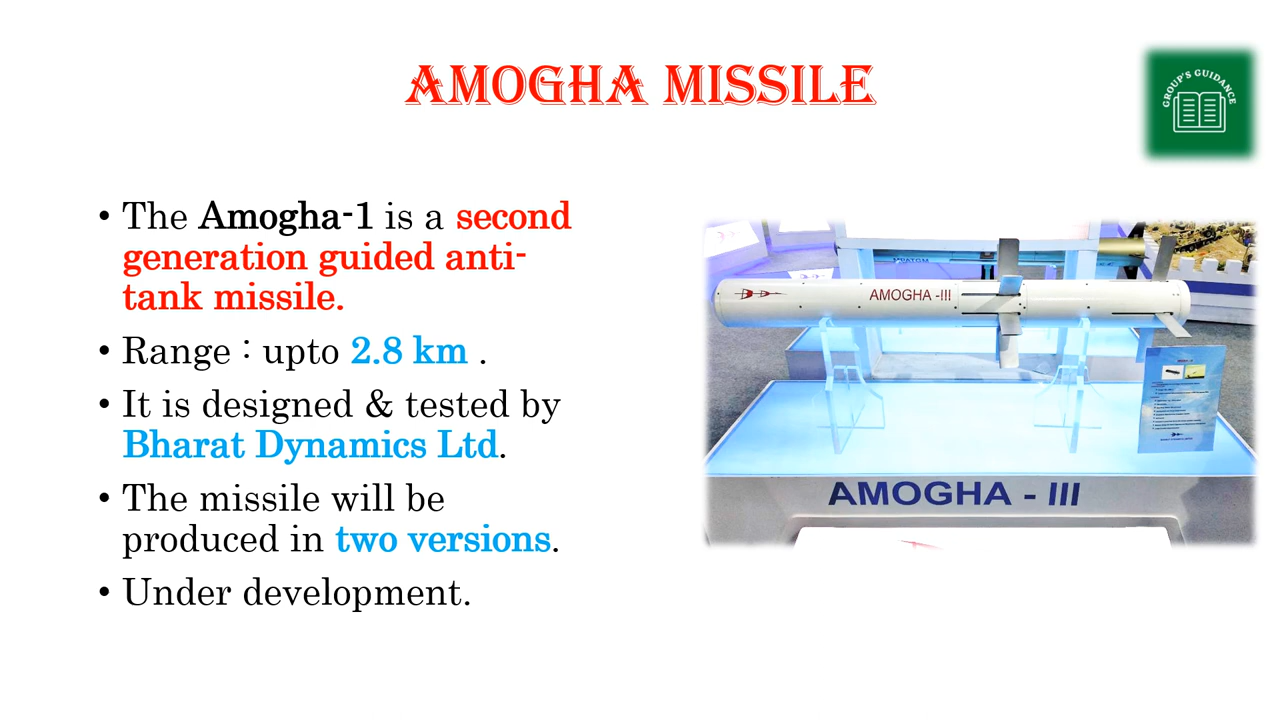 AMOGHA MISSILE
GROUP'S GUIDANCE
• The Amogha-1 is a second
generation guided anti-
tank missile.
• Range : upto 2.8 km .
• It is designed & tested by
Bharat Dynamics Ltd.
• The missile will be
produced in two versions.
• Under development.
AMOGHA -III
AMOGHA - III